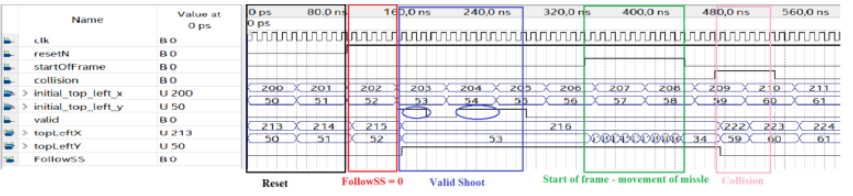 Name Value at 0 ps 0 ps 80.0 ns 160.0 ns 240.0 ns 320.0 ns 400.0 ns 480.0 ns 560.0 ns
0 ps
clk B 0
resetN B 0
startOfFrame B 0
collision B 0
> initial_top_left_x U 200 200 201 202 203 204 205 206 207 208 209 210 211
> initial_top_left_y U 50 50 51 52 53 54 55 56 57 58 59 60 61
valid B 0
> topLeftX U 213 213 214 215 216 222 223 224
> topLeftY U 50 50 51 52 53 34 59 60 61
FollowSS B 0
Reset FollowSS = 0 Valid Shoot Start of frame - movement of missle Collision